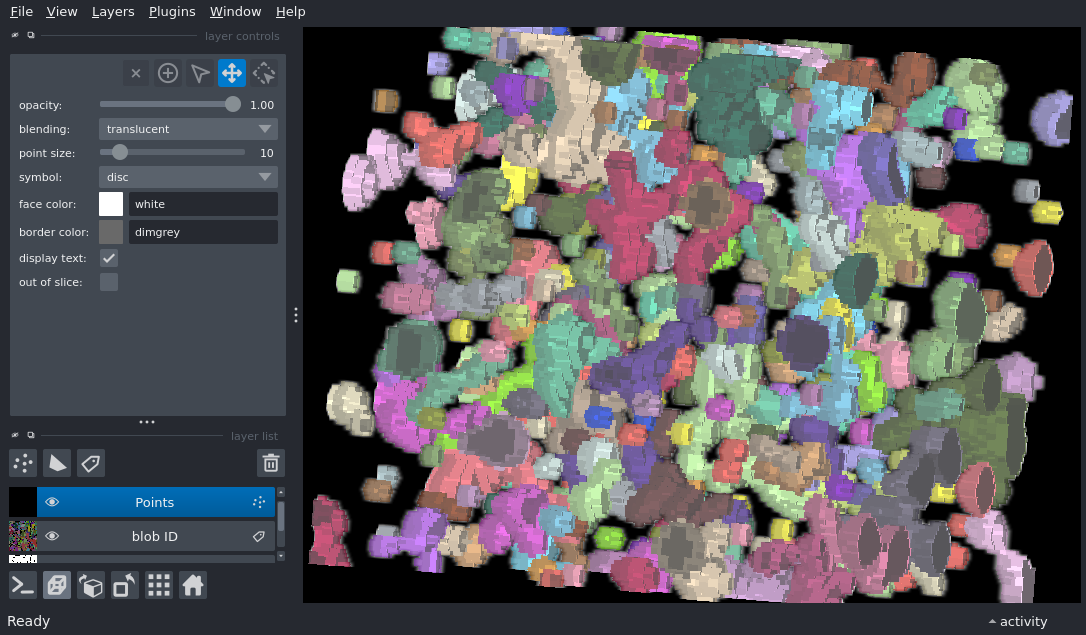 File View Layers Plugins Window Help
layer controls
opacity: 1.00
blending: translucent
point size: 10
symbol: disc
face color: white
border color: dimgrey
display text:
out of slice:
layer list
Points
blob ID
Ready
activity